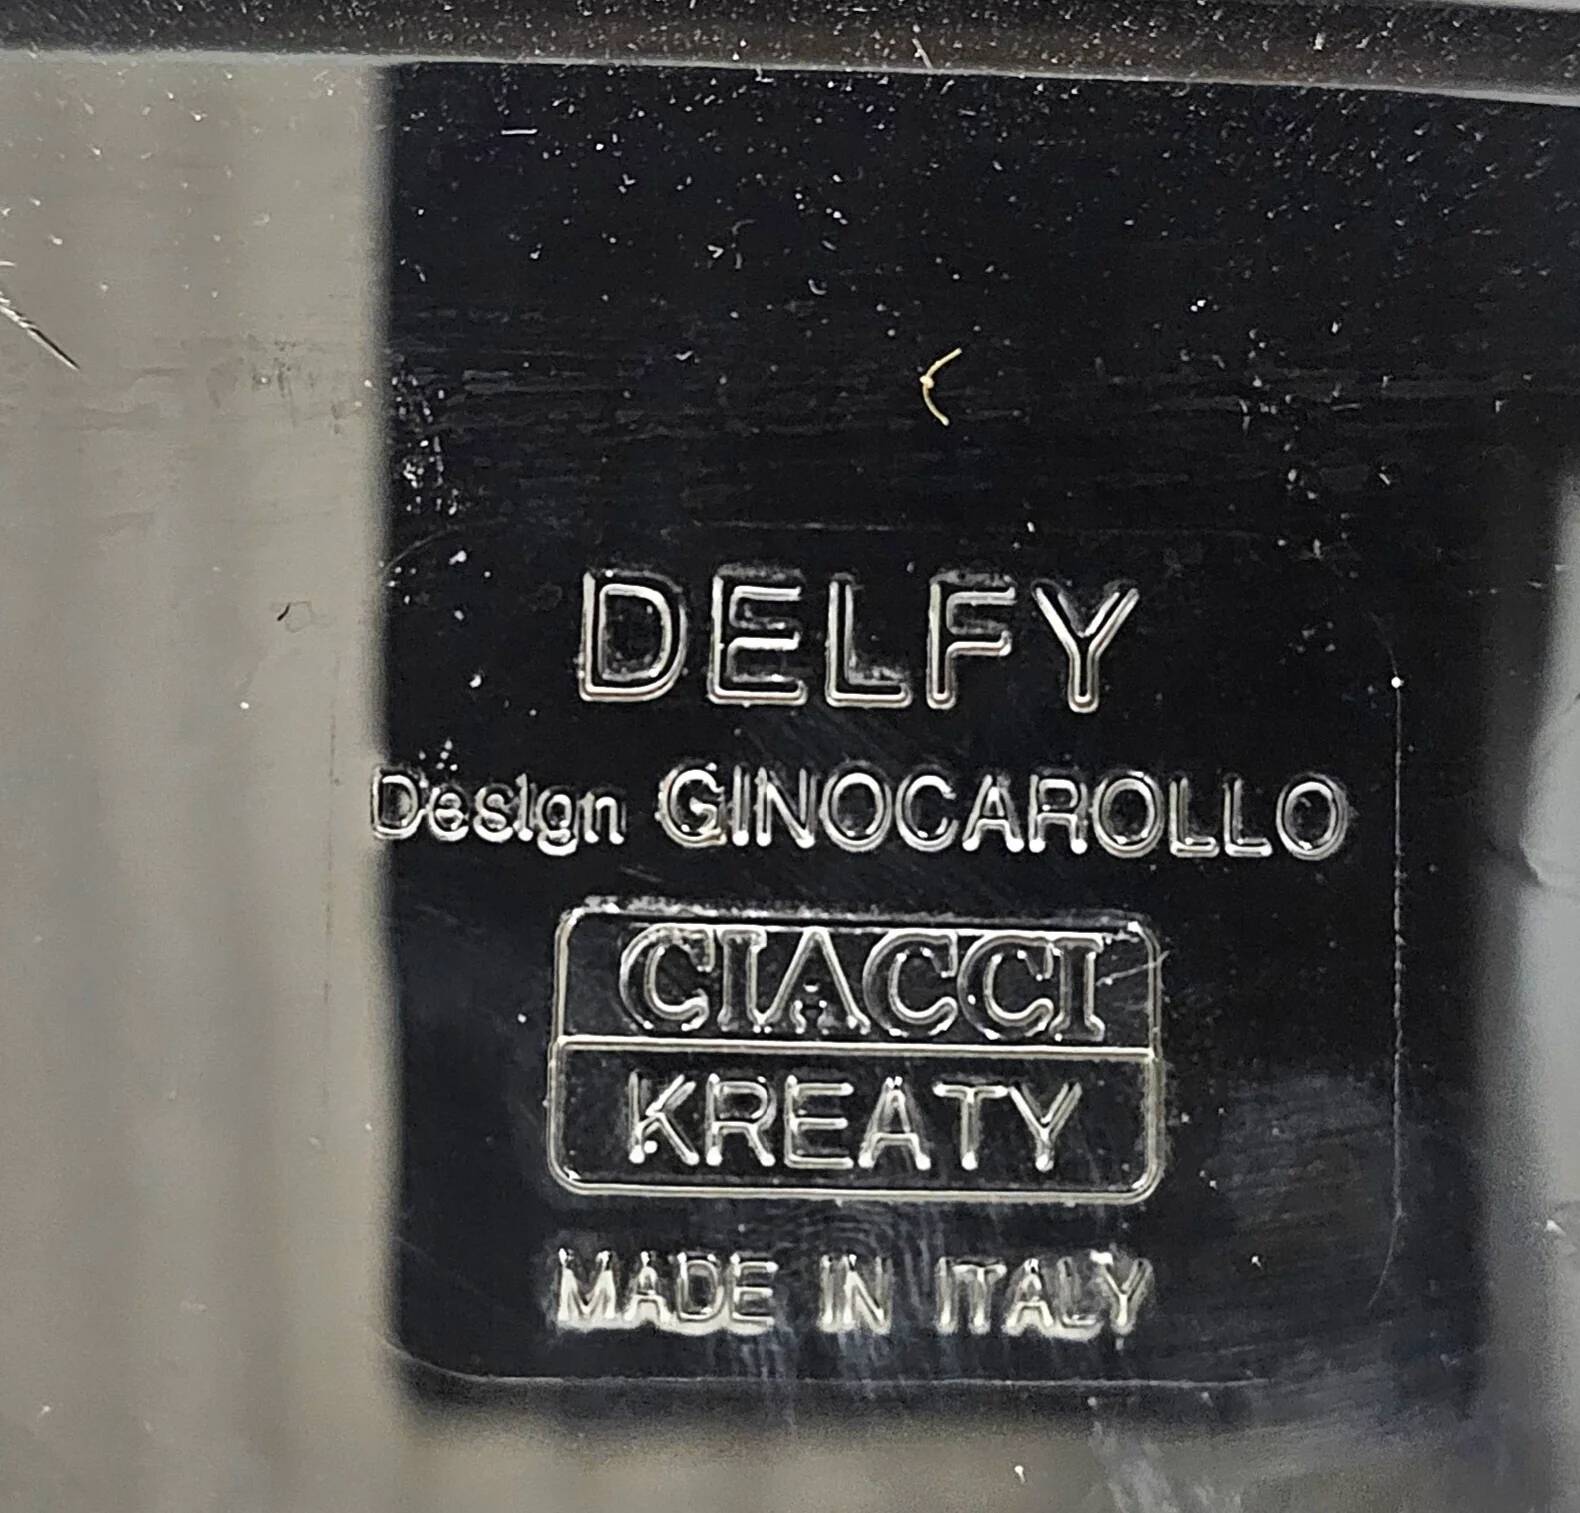 DELFY
Design GINOCAROLLO
CIACCI
KREATY
MADE IN ITALY